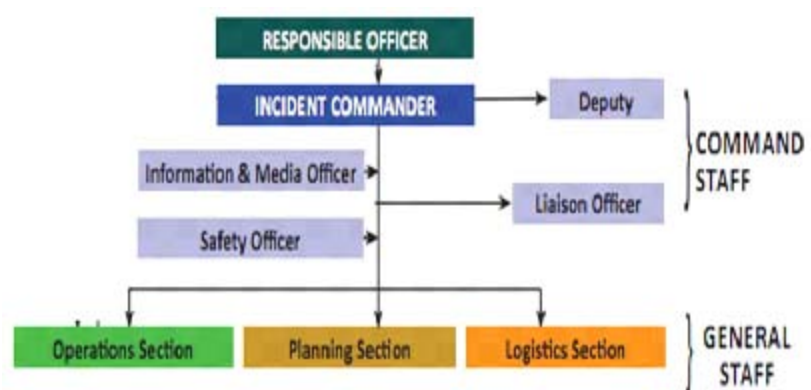 RESPONSIBLE OFFICER
INCIDENT COMMANDER
Deputy
COMMAND
STAFF
Information & Media Officer
Liaison Officer
Safety Officer
Operations Section
Planning Section
Logistics Section
GENERAL
STAFF